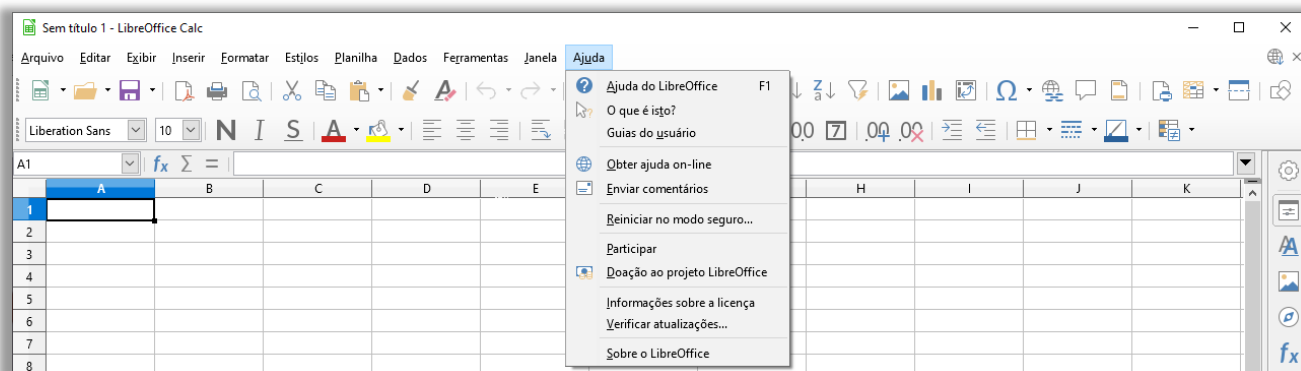 Sem título 1 - LibreOffice Calc
Arquivo Editar Exibir Inserir Formatar Estilos Planilha Dados Ferramentas Janela Ajuda
Liberation Sans 10 N I S A
A1 fx Σ =
A B C D E H I J K
1
2
3
4
5
6
7
8
Ajuda do LibreOffice F1
O que é isto?
Guias do usuário
Obter ajuda on-line
Enviar comentários
Reiniciar no modo seguro...
Participar
Doação ao projeto LibreOffice
Informações sobre a licença
Verificar atualizações...
Sobre o LibreOffice